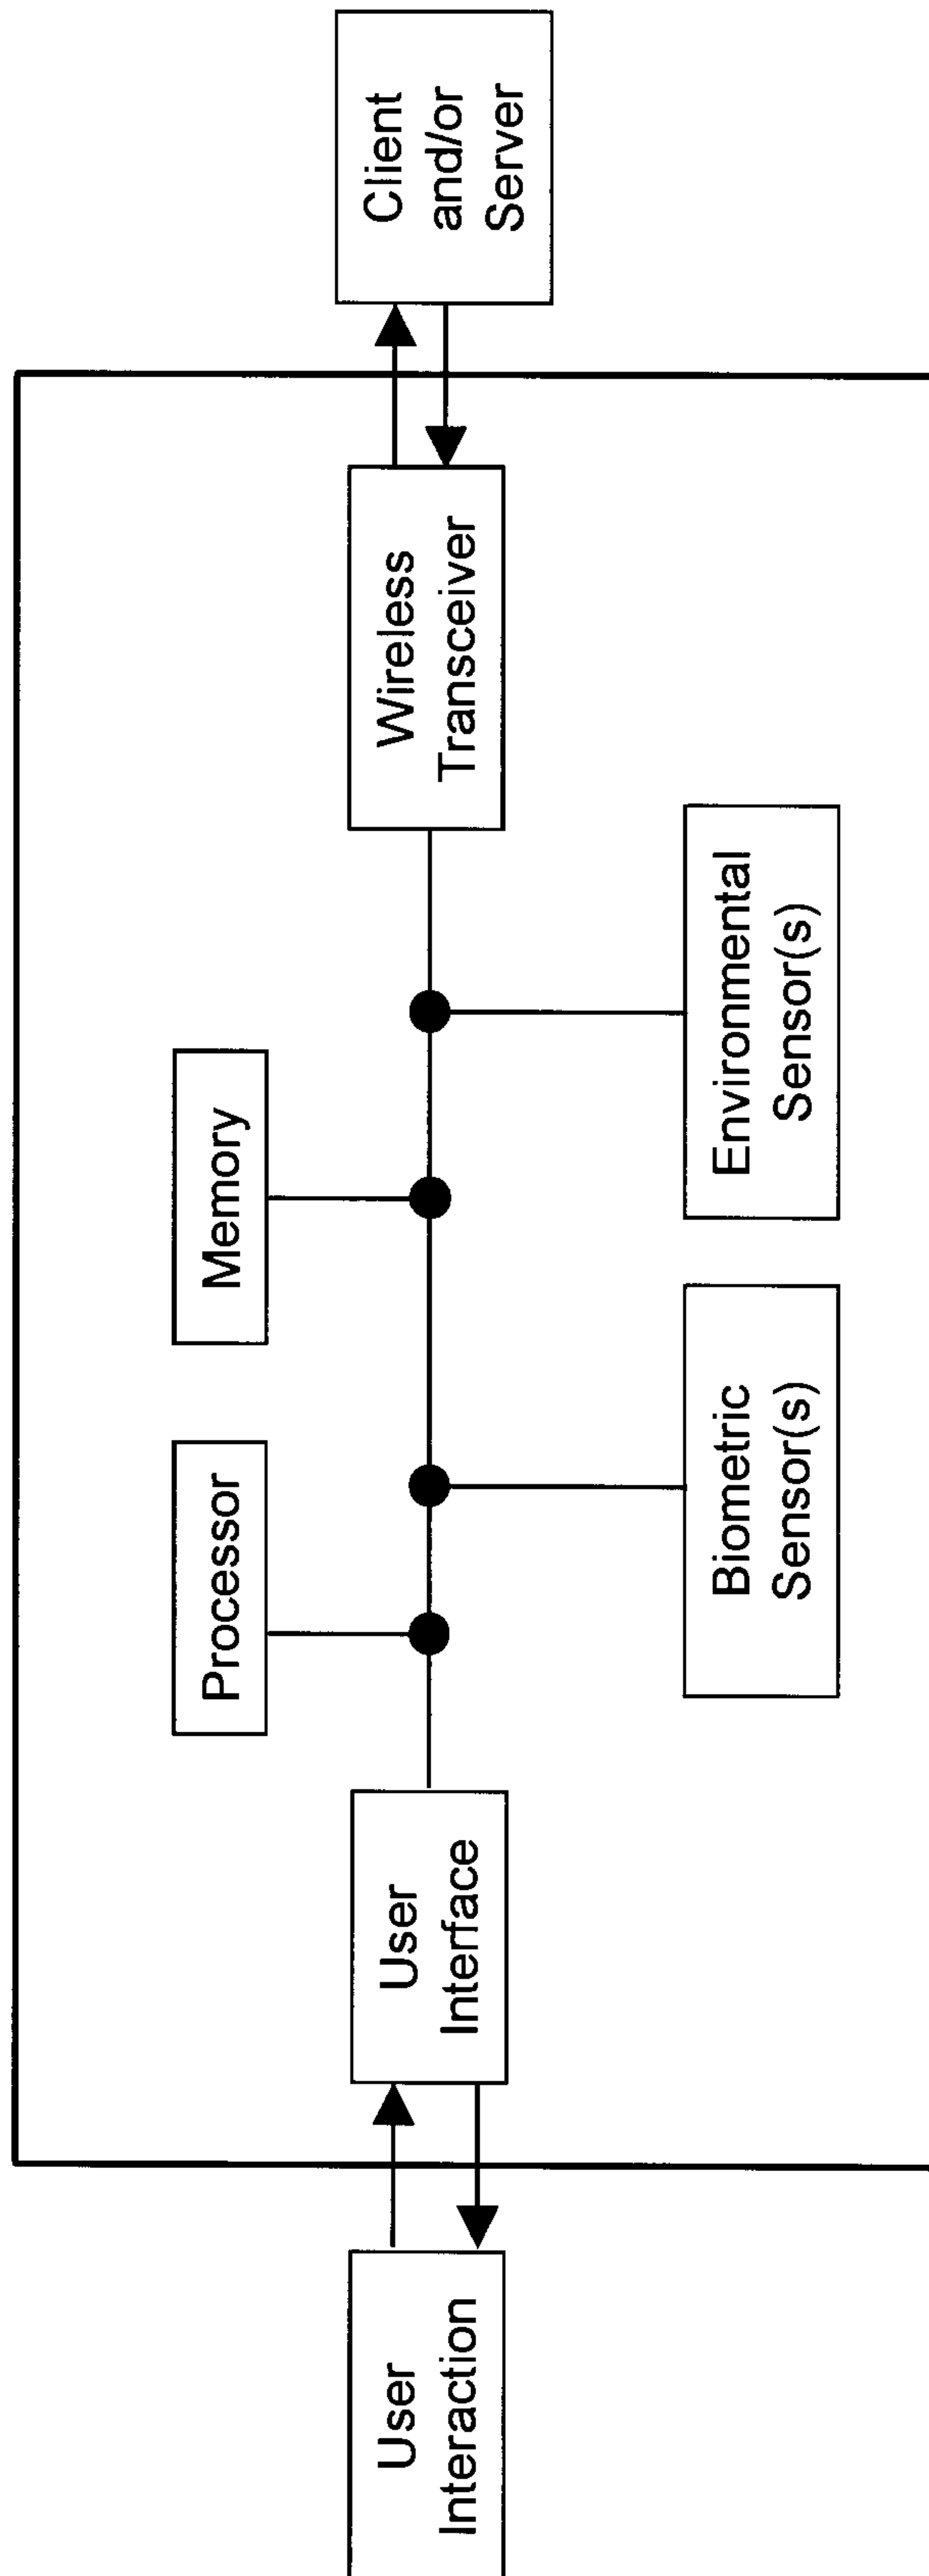 User
Interaction
User
Interface
Processor
Memory
Biometric
Sensor(s)
Environmental
Sensor(s)
Wireless
Transceiver
Client
and/or
Server